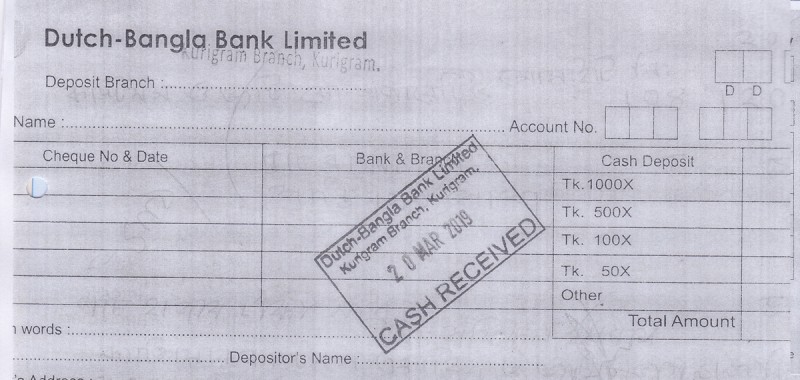 Dutch-Bangla Bank Limited
Kurigram Branch, Kurigram.
Deposit Branch :
D D
Name :
Account No.
Cheque No & Date
Bank & Branch
Cash Deposit
Tk. 1000X
Tk. 500X
Tk. 100X
Tk. 50X
Other
Total Amount
Dutch-Bangla Bank Limited
Kurigram Branch, Kurigram.
20 MAR 2019
CASH RECEIVED
words :
Depositor's Name :
's Address :